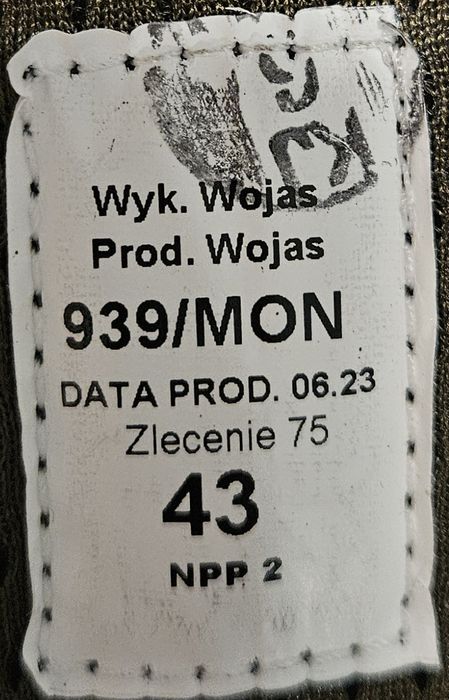 Wyk. Wojas
Prod. Wojas
939/MON
DATA PROD. 06.23
Zlecenie 75
43
NPP 2